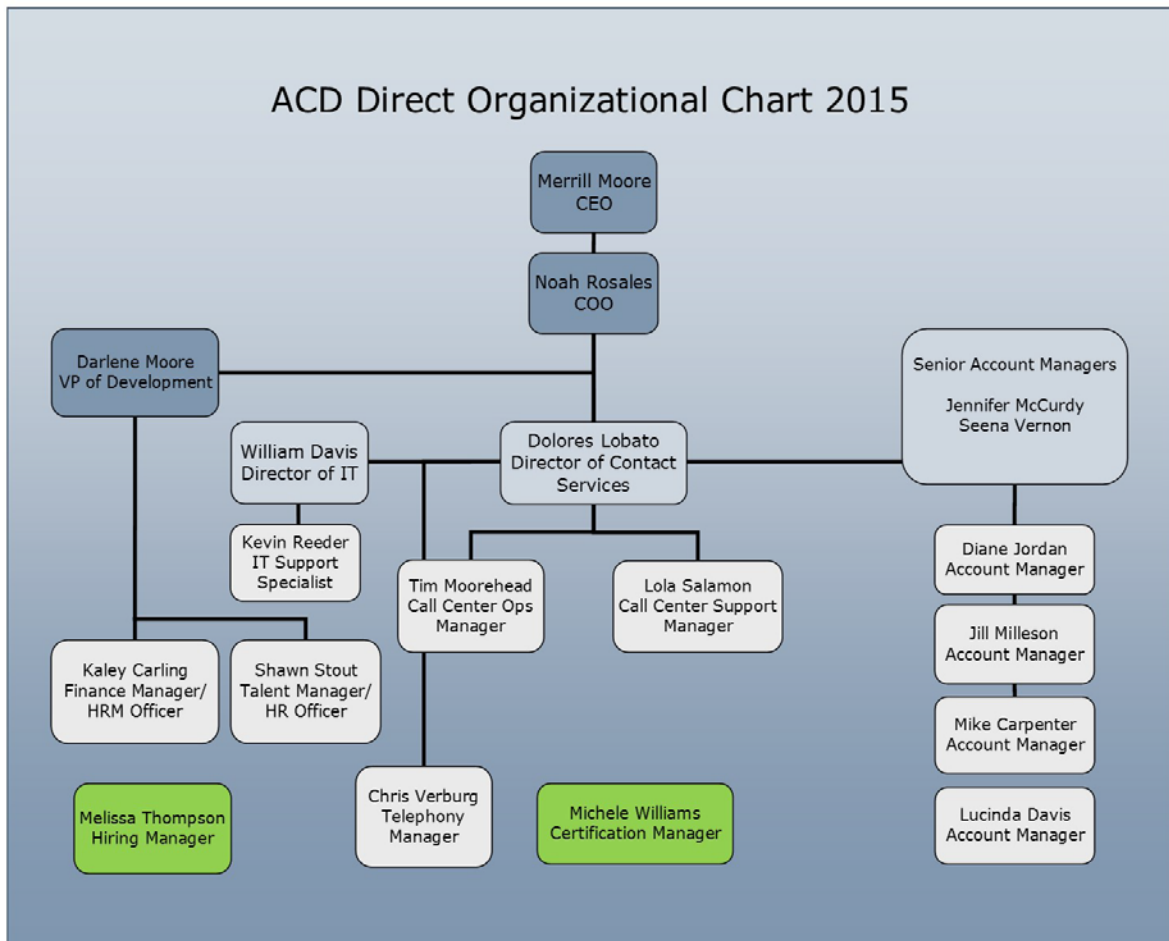 ACD Direct Organizational Chart 2015
Merrill Moore
CEO
Noah Rosales
COO
Darlene Moore
VP of Development
Senior Account Managers
Jennifer McCurdy
Seena Vernon
William Davis
Director of IT
Dolores Lobato
Director of Contact
Services
Kevin Reeder
IT Support
Specialist
Tim Moorehead
Call Center Ops
Manager
Lola Salamon
Call Center Support
Manager
Diane Jordan
Account Manager
Jill Milleson
Account Manager
Kaley Carling
Finance Manager/
HRM Officer
Shawn Stout
Talent Manager/
HR Officer
Mike Carpenter
Account Manager
Melissa Thompson
Hiring Manager
Chris Verburg
Telephony
Manager
Michele Williams
Certification Manager
Lucinda Davis
Account Manager